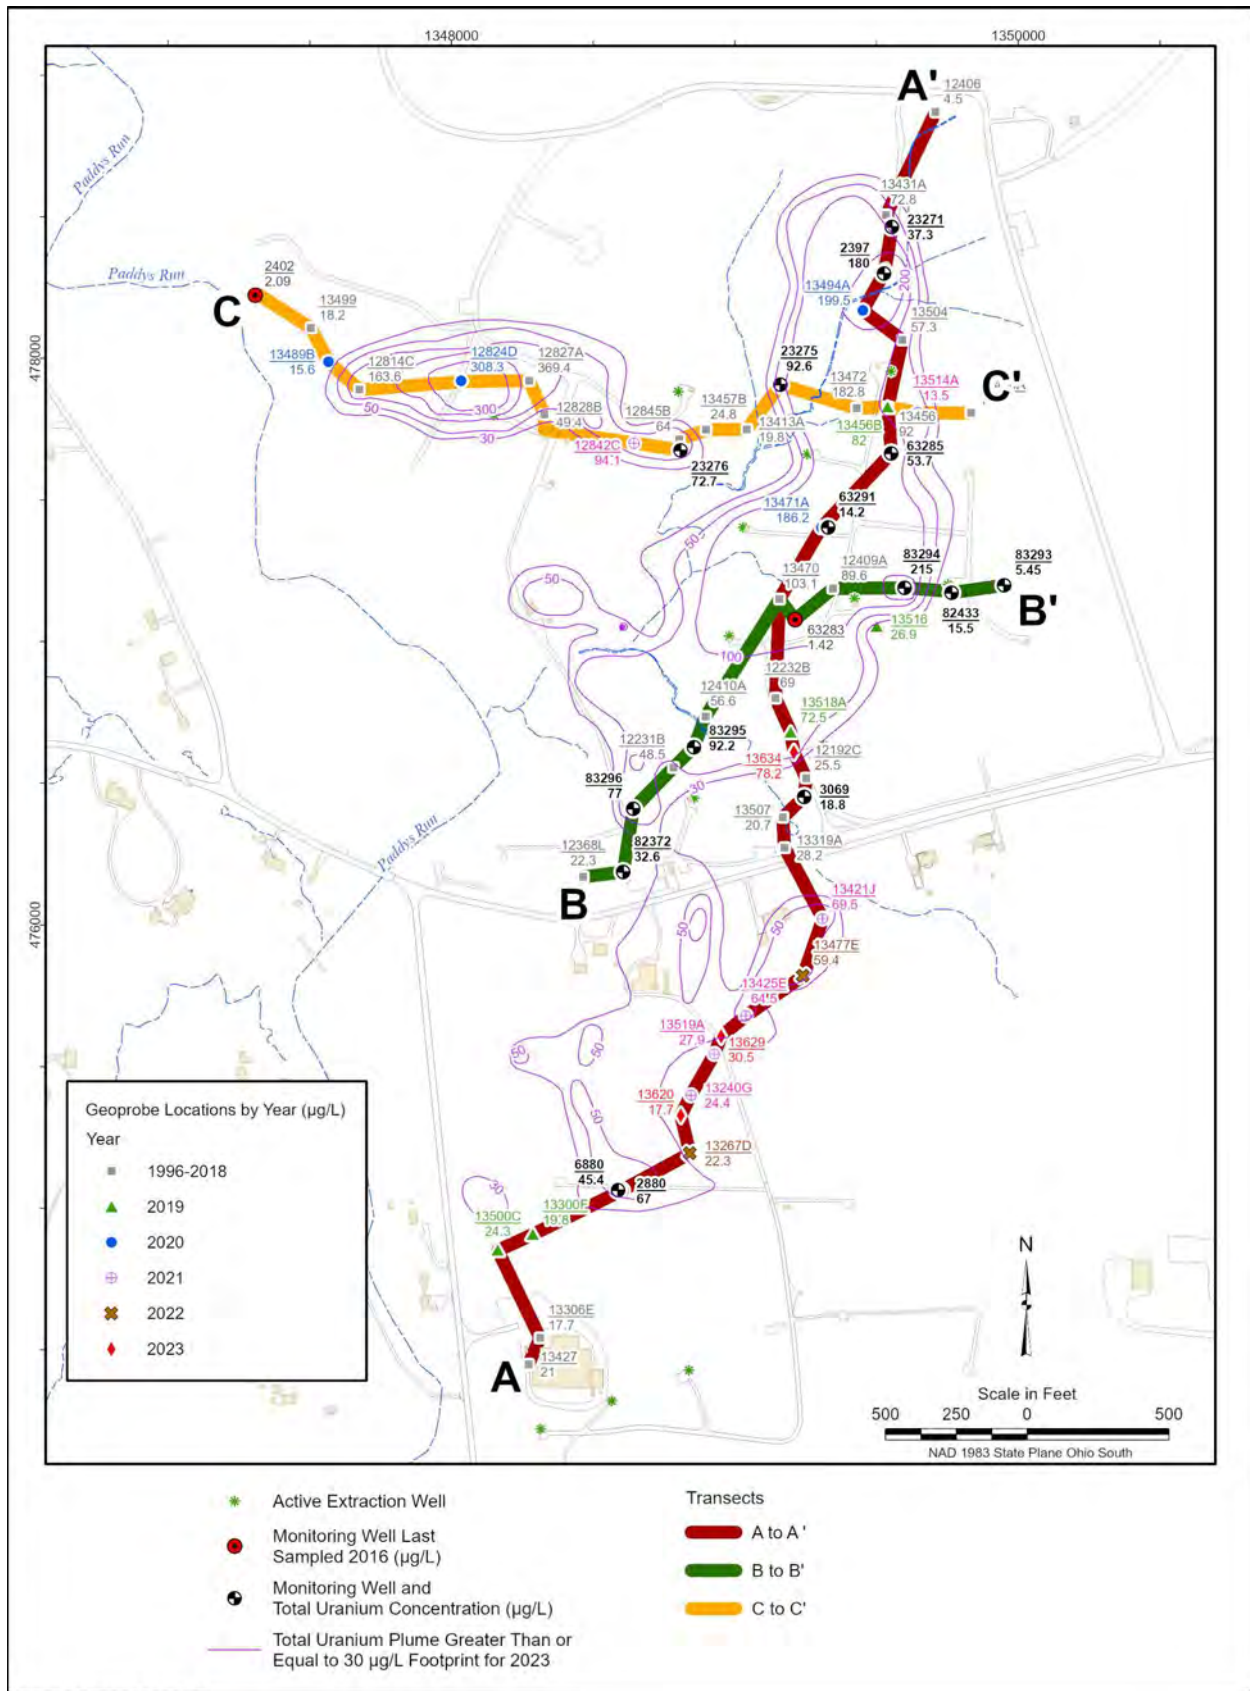 1348000
1350000
A'
12406
4.5
Paddys Run
13431A
72.8
23271
37.3
2397
180
200
2402
2.09
Paddys Run
13494A
199.5
C
13499
18.2
13504
57.3
478000
13489B
15.6
12814C
163.6
12824D
308.3
12827A
369.4
23275
92.6
13472
182.8
13514A
13.5
C'
50
300
30
12828B
49.4
12845B
64
13457B
24.8
13413A
19.8
13456B
82
13456
92
12842C
94.1
63285
53.7
23276
72.7
13471A
186.2
63291
14.2
50
50
13470
103.1
12409A
89.6
83294
215
83293
5.45
B'
63283
1.42
82433
15.5
13516
26.9
100
12232B
69
12410A
56.6
13518A
72.5
12231B
48.5
83295
92.2
13634
78.2
12192C
25.5
83296
77
30
3069
18.8
13507
20.7
Paddys Run
12368L
22.3
82372
32.6
13319A
28.2
B
13421J
69.5
476000
50
50
13477E
59.4
13425E
64.5
13519A
27.9
50
50
13629
30.5
13620
17.7
13240G
24.4
50
13267D
22.3
6880
45.4
2880
67
30
13500C
24.3
13300F
19.8
13306E
17.7
13427
21
A
Geoprobe Locations by Year (µg/L)
Year
1996-2018
2019
2020
2021
2022
2023
N
Scale in Feet
500 250 0 500
NAD 1983 State Plane Ohio South
Active Extraction Well
Monitoring Well Last
Sampled 2016 (µg/L)
Monitoring Well and
Total Uranium Concentration (µg/L)
Total Uranium Plume Greater Than or
Equal to 30 µg/L Footprint for 2023
Transects
A to A '
B to B'
C to C'